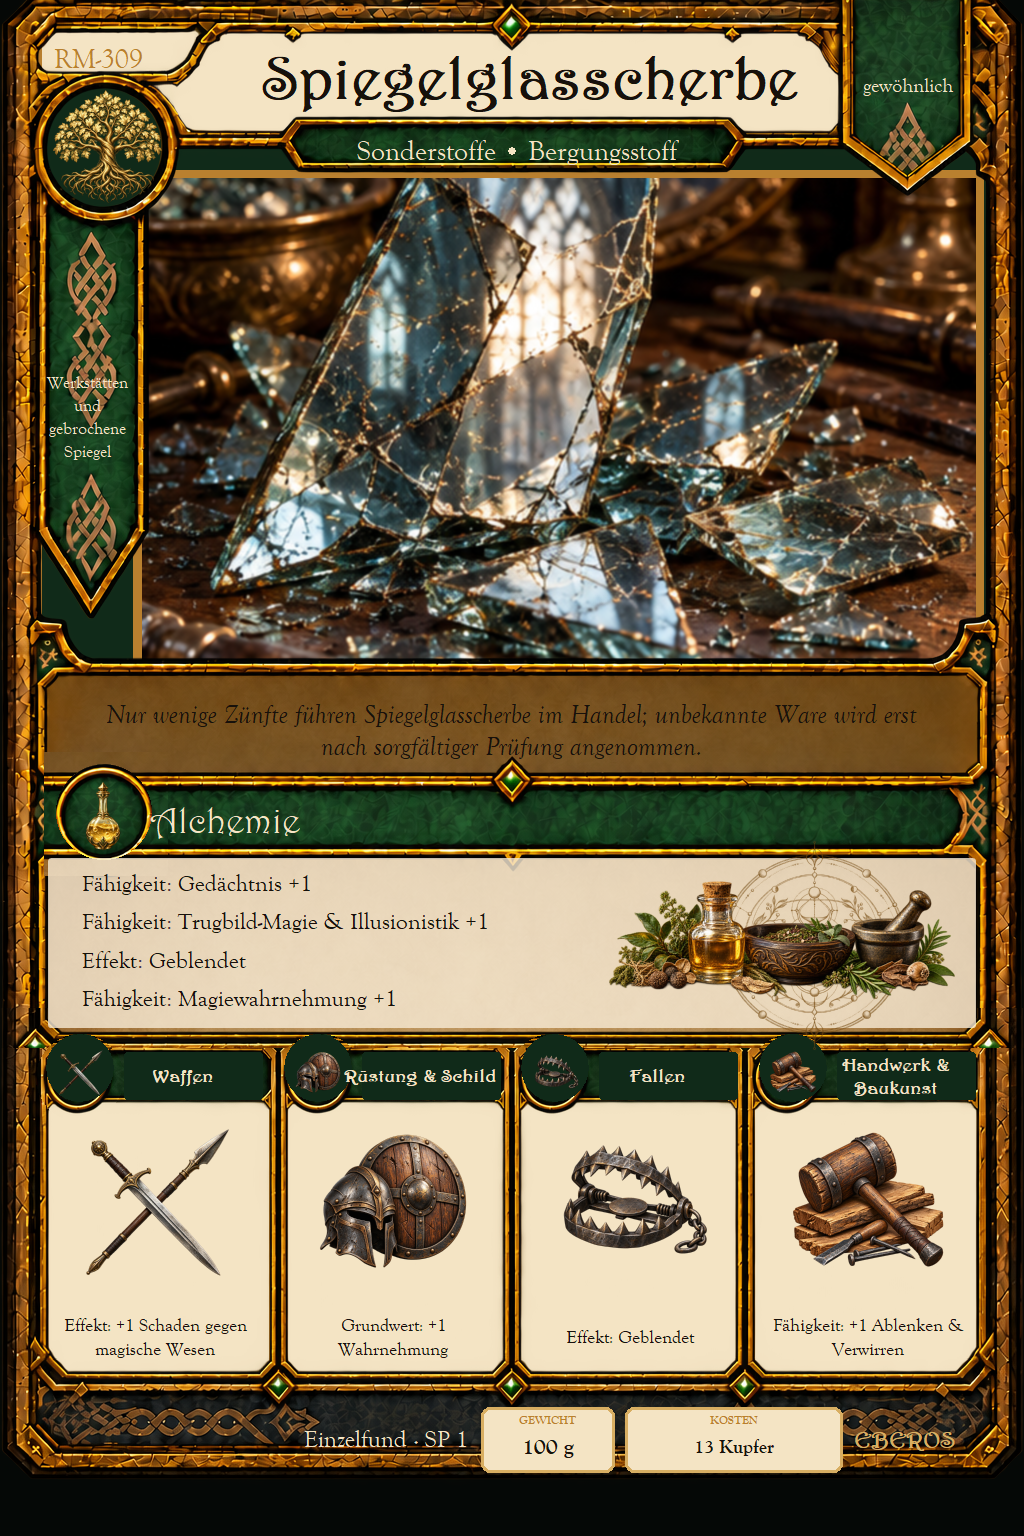 RM-309
Spiegelglasscherbe
gewöhnlich
Sonderstoffe • Bergungsstoff
Werkstätten
und
gebrochene
Spiegel
Nur wenige Zünfte führen Spiegelglasscherbe im Handel; unbekannte Ware wird erst
nach sorgfältiger Prüfung angenommen.
Alchemie
Fähigkeit: Gedächtnis +1
Fähigkeit: Trugbild-Magie & Illusionistik +1
Effekt: Geblendet
Fähigkeit: Magiewahrnehmung +1
Waffen
Effekt: +1 Schaden gegen
magische Wesen
Rüstung & Schild
Grundwert: +1
Wahrnehmung
Fallen
Effekt: Geblendet
Handwerk &
Baukunst
Fähigkeit: +1 Ablenken &
Verwirren
Einzelfund · SP 1
GEWICHT
100 g
KOSTEN
13 Kupfer
EBEROS